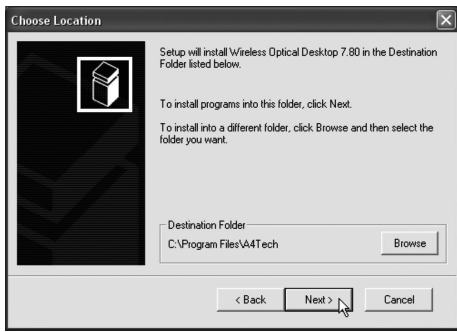 Choose Location
Setup will install Wireless Optical Desktop 7.80 in the Destination
Folder listed below.
To install programs into this folder, click Next.
To install into a different folder, click Browse and then select the
folder you want.
Destination Folder
C:\Program Files\A4Tech
Browse
< Back
Next >
Cancel